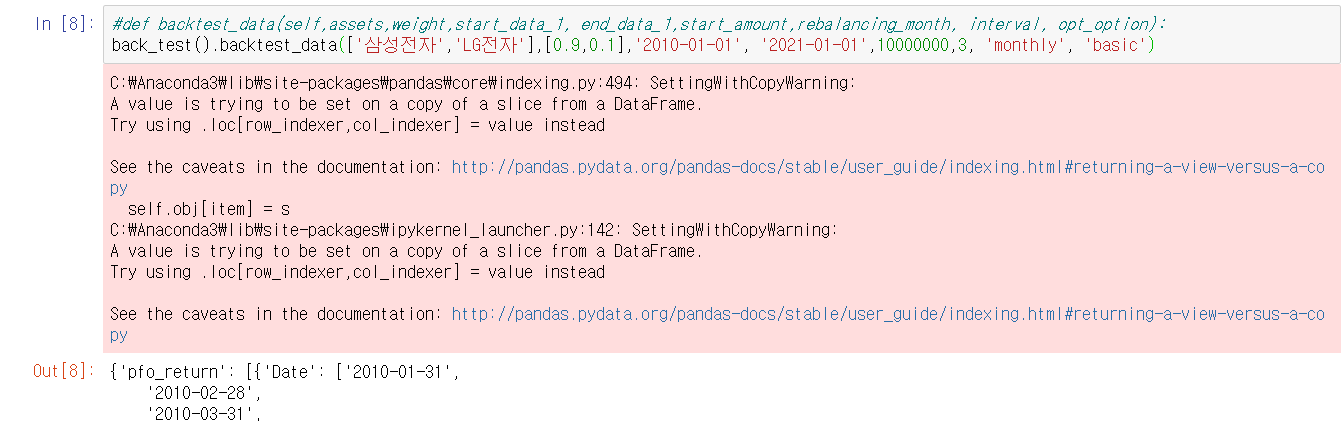 In [8]: #def backtest_data(self,assets,weight,start_data_1, end_data_1,start_amount,rebalancing_month, interval, opt_option):
back_test().backtest_data(['삼성전자','LG전자'],[0.9,0.1],'2010-01-01', '2021-01-01',10000000,3, 'monthly', 'basic')
C:₩Anaconda3₩lib₩site-packages₩pandas₩core₩indexing.py:494: SettingWithCopyWarning:
A value is trying to be set on a copy of a slice from a DataFrame.
Try using .loc[row_indexer,col_indexer] = value instead
See the caveats in the documentation: http://pandas.pydata.org/pandas-docs/stable/user_guide/indexing.html#returning-a-view-versus-a-co
py
self.obj[item] = s
C:₩Anaconda3₩lib₩site-packages₩ipykernel_launcher.py:142: SettingWithCopyWarning:
A value is trying to be set on a copy of a slice from a DataFrame.
Try using .loc[row_indexer,col_indexer] = value instead
See the caveats in the documentation: http://pandas.pydata.org/pandas-docs/stable/user_guide/indexing.html#returning-a-view-versus-a-co
py
Out[8]: {'pfo_return': [{'Date': ['2010-01-31',
'2010-02-28',
'2010-03-31',